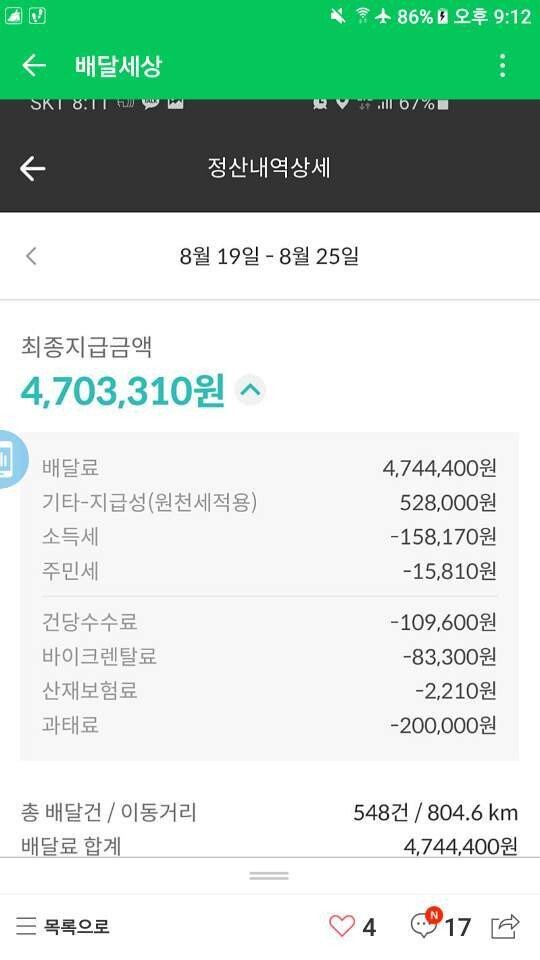 86% 오후 9:12
배달세상
SKT 8:11 67%
정산내역상세
8월 19일 - 8월 25일
최종지급금액
4,703,310원
배달료 4,744,400원
기타-지급성(원천세적용) 528,000원
소득세 -158,170원
주민세 -15,810원
건당수수료 -109,600원
바이크렌탈료 -83,300원
산재보험료 -2,210원
과태료 -200,000원
총 배달건 / 이동거리 548건 / 804.6 km
배달료 합계 4,744,400원
목록으로 4 N 17